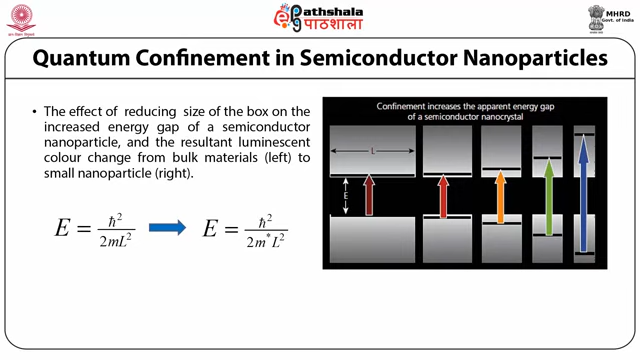 ePathshala
पाठशाला
MHRD
Govt. of India
Quantum Confinement in Semiconductor Nanoparticles
• The effect of reducing size of the box on the
increased energy gap of a semiconductor
nanoparticle, and the resultant luminescent
colour change from bulk materials (left) to
small nanoparticle (right).
E = ℏ² / 2mL²
E = ℏ² / 2m*L²
Confinement increases the apparent energy gap
of a semiconductor nanocrystal
L
E